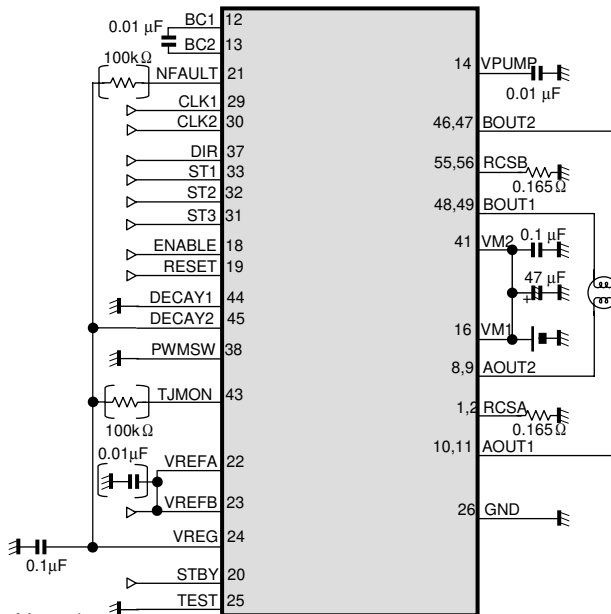 BC1 12
0.01 μF
BC2 13
100kΩ
NFAULT 21
CLK1 29
CLK2 30
DIR 37
ST1 33
ST2 32
ST3 31
ENABLE 18
RESET 19
DECAY1 44
DECAY2 45
PWMSW 38
TJMON 43
100kΩ
0.01μF
VREFA 22
VREFB 23
VREG 24
0.1μF
STBY 20
TEST 25
14 VPUMP
0.01 μF
46,47 BOUT2
55,56 RCSB
0.165Ω
48,49 BOUT1
0.1 μF
41 VM2
47 μF
+
16 VM1
8,9 AOUT2
1,2 RCSA
0.165Ω
10,11 AOUT1
26 GND